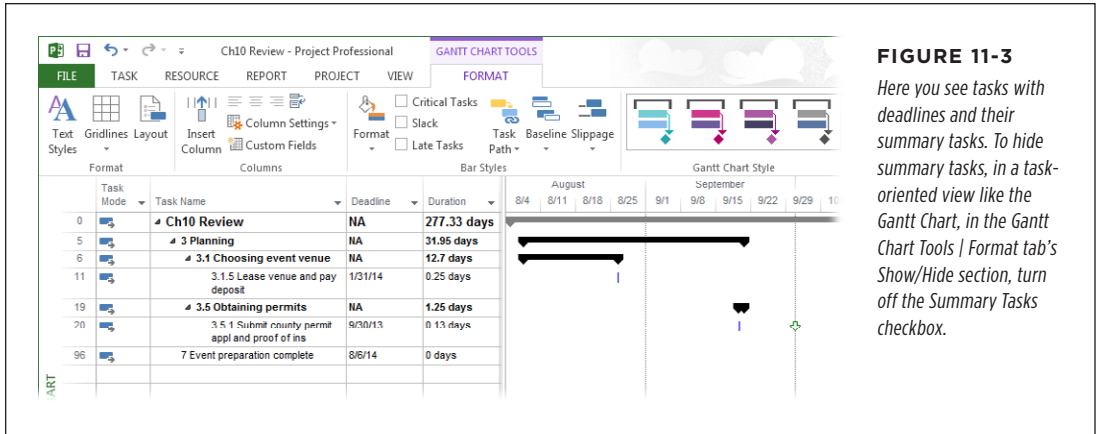 Ch10 Review - Project Professional
GANTT CHART TOOLS
FILE TASK RESOURCE REPORT PROJECT VIEW FORMAT
Text Styles
Gridlines
Layout
Format
Insert Column
Column Settings
Custom Fields
Columns
Format
Critical Tasks
Slack
Late Tasks
Task Path
Baseline
Slippage
Bar Styles
Gantt Chart Style
Task Mode Task Name Deadline Duration
August September
8/4 8/11 8/18 8/25 9/1 9/8 9/15 9/22 9/29 10
0 Ch10 Review NA 277.33 days
5 3 Planning NA 31.95 days
6 3.1 Choosing event venue NA 12.7 days
11 3.1.5 Lease venue and pay 1/31/14 0.25 days
deposit
19 3.5 Obtaining permits NA 1.25 days
20 3.5.1 Submit county permit 9/30/13 0.13 days
appl and proof of ins
96 7 Event preparation complete 8/6/14 0 days
ART
FIGURE 11-3
Here you see tasks with
deadlines and their
summary tasks. To hide
summary tasks, in a task-
oriented view like the
Gantt Chart, in the Gantt
Chart Tools | Format tab's
Show/Hide section, turn
off the Summary Tasks
checkbox.